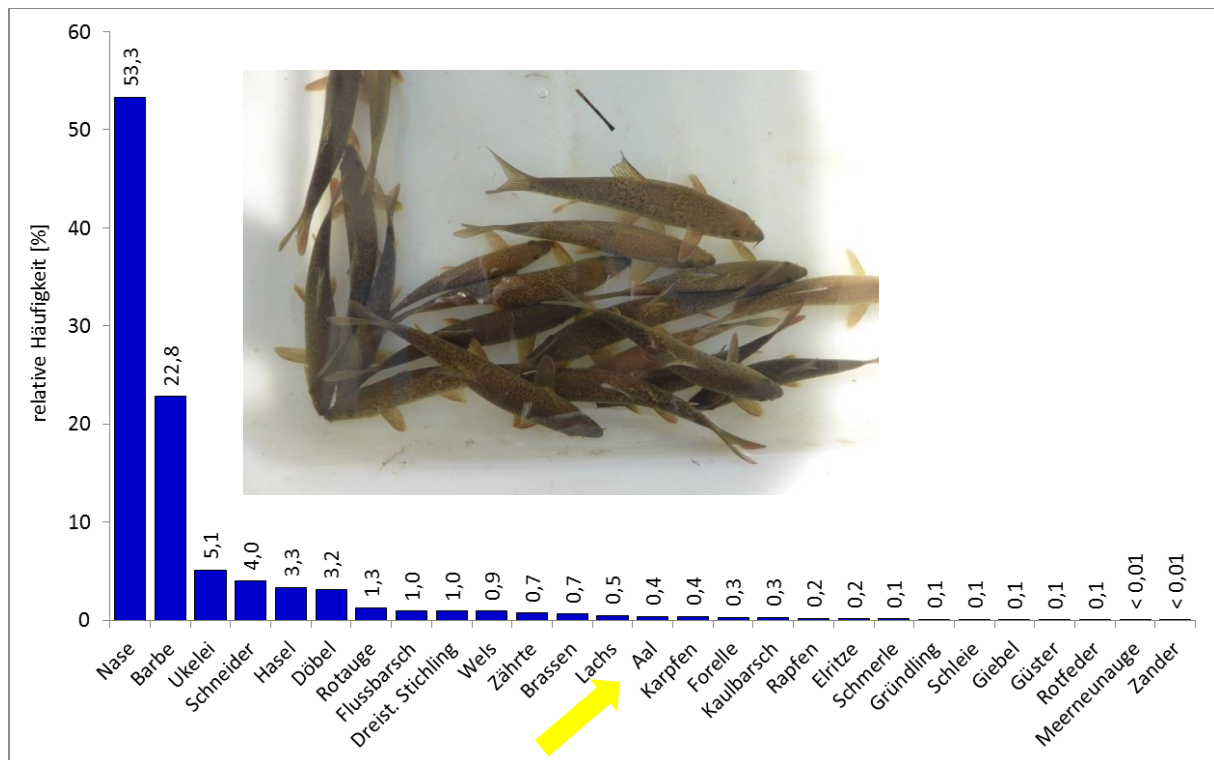 60
50
40
30
20
10
0
relative Häufigkeit [%]
53,3
22,8
5,1
4,0
3,3
3,2
1,3
1,0
1,0
0,9
0,7
0,7
0,5
0,4
0,4
0,3
0,3
0,2
0,2
0,1
0,1
0,1
0,1
0,1
0,1
< 0,01
< 0,01
Nase
Barbe
Ukelei
Schneider
Hasel
Döbel
Rotauge
Flussbarsch
Dreist. Stichling
Wels
Zährte
Brassen
Lachs
Aal
Karpfen
Forelle
Kaulbarsch
Rapfen
Elritze
Schmerle
Gründling
Schleie
Giebel
Güster
Rotfeder
Meerneunauge
Zander